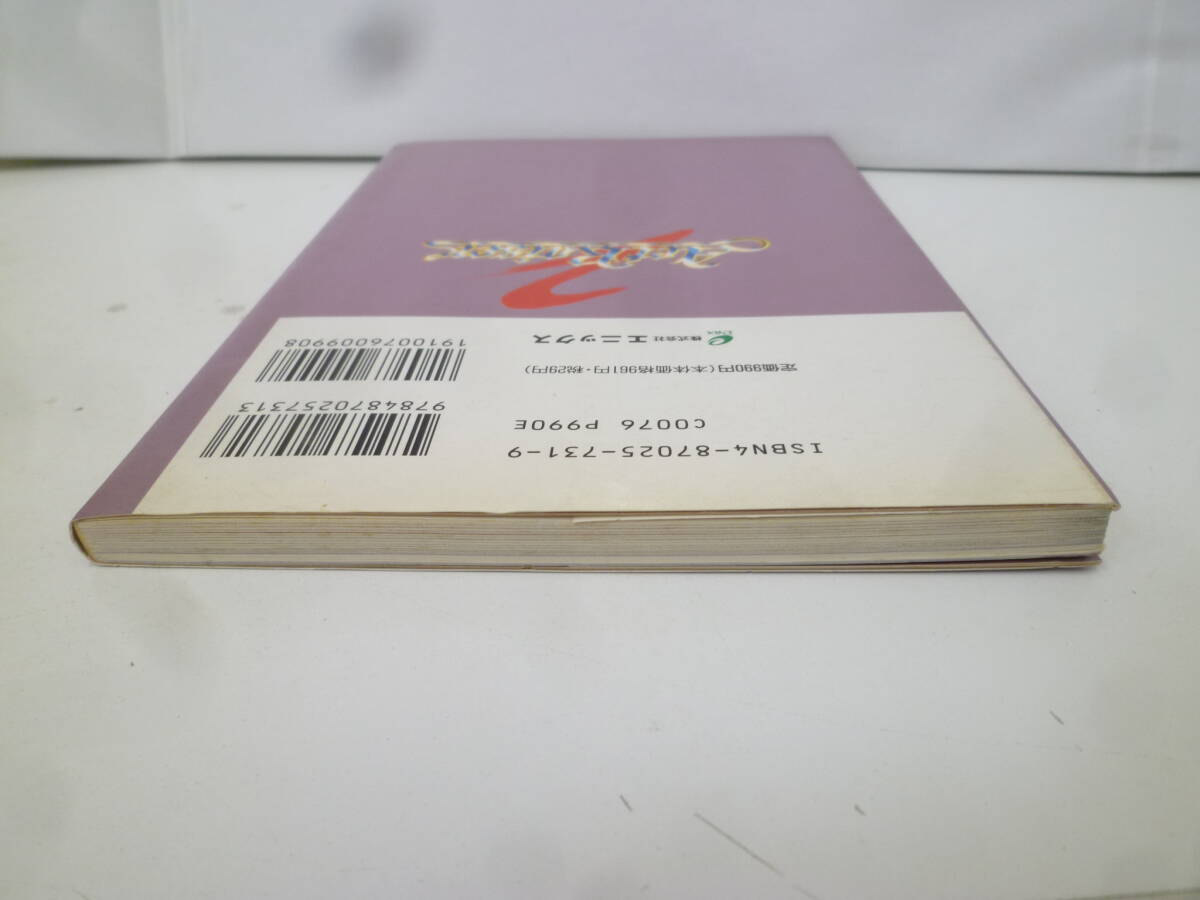 ISBN4-87025-731-9
C0076 P990E
定価990円(本体価格961円・税29円)
株式会社 エニックス
9784870257313
1910076009908
2